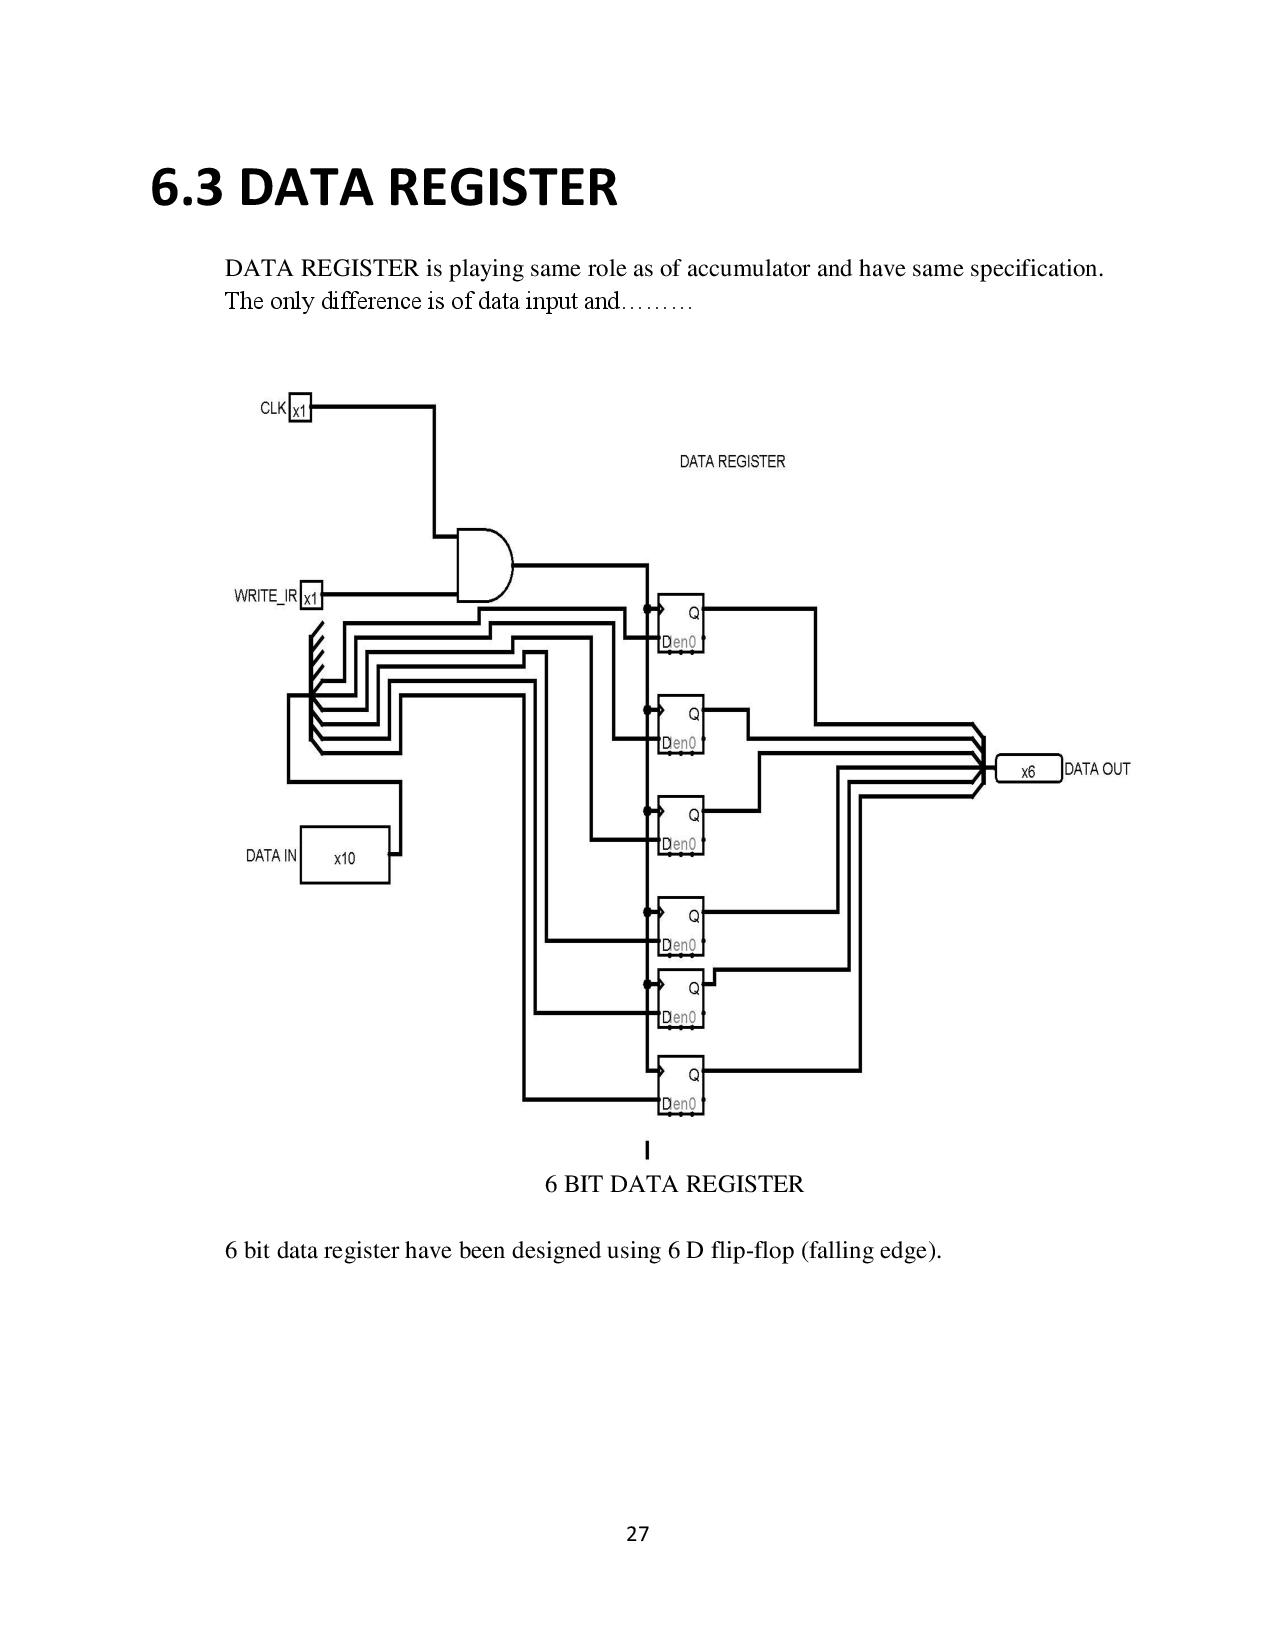 6.3 DATA REGISTER
DATA REGISTER is playing same role as of accumulator and have same specification.
The only difference is of data input and………
CLK x1
DATA REGISTER
WRITE_IR x1
Q
D en0
Q
D en0
Q
D en0
x6 DATA OUT
DATA IN x10
Q
D en0
Q
D en0
Q
D en0
6 BIT DATA REGISTER
6 bit data register have been designed using 6 D flip-flop (falling edge).
27